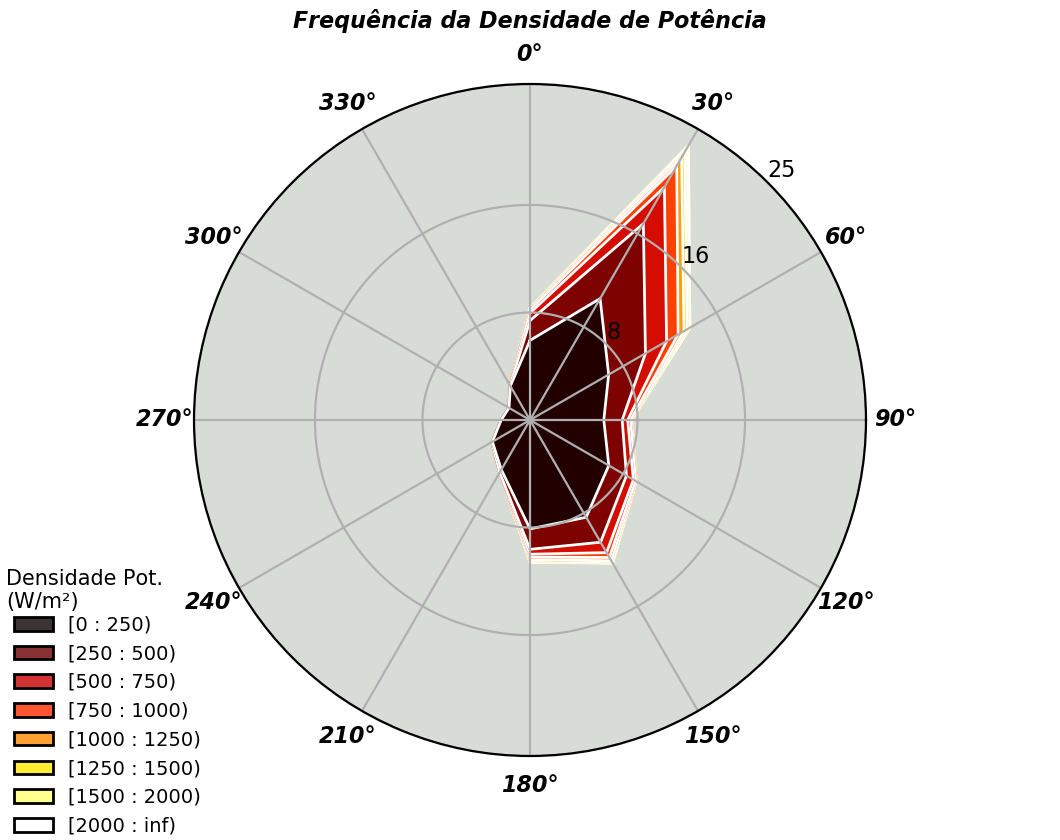 Frequência da Densidade de Potência
0°
330°
30°
25
300°
60°
16
8
270°
90°
240°
120°
210°
150°
180°
Densidade Pot.
(W/m²)
[0 : 250)
[250 : 500)
[500 : 750)
[750 : 1000)
[1000 : 1250)
[1250 : 1500)
[1500 : 2000)
[2000 : inf)